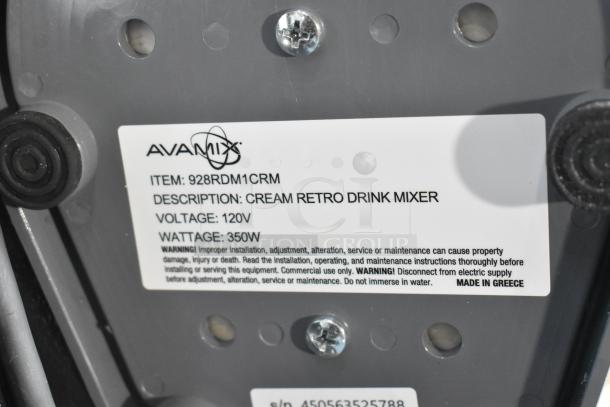 AVAMIX
ITEM: 928RDM1CRM
DESCRIPTION: CREAM RETRO DRINK MIXER
VOLTAGE: 120V
WATTAGE: 350W
WARNING! Improper installation, adjustment, alteration, service or maintenance can cause property
damage, injury or death. Read the installation, operating, and maintenance instructions thoroughly before
installing or servicing this equipment. Commercial use only. WARNING! Disconnect from electric supply
before adjustment, alteration, service or maintenance. Do not immerse in water. MADE IN GREECE
s/n 450563525788